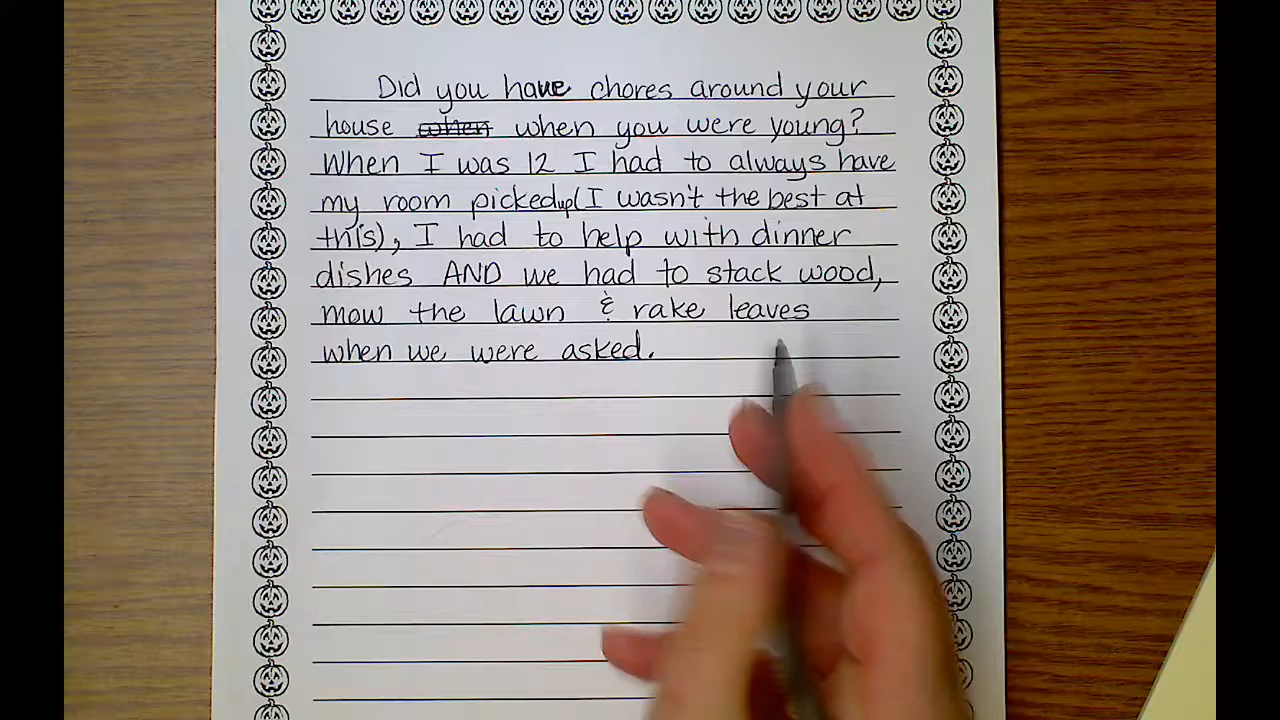 Did you have chores around your
house when when you were young?
When I was 12 I had to always have
my room picked up (I wasn't the best at
this), I had to help with dinner
dishes AND we had to stack wood,
mow the lawn & rake leaves
when we were asked.